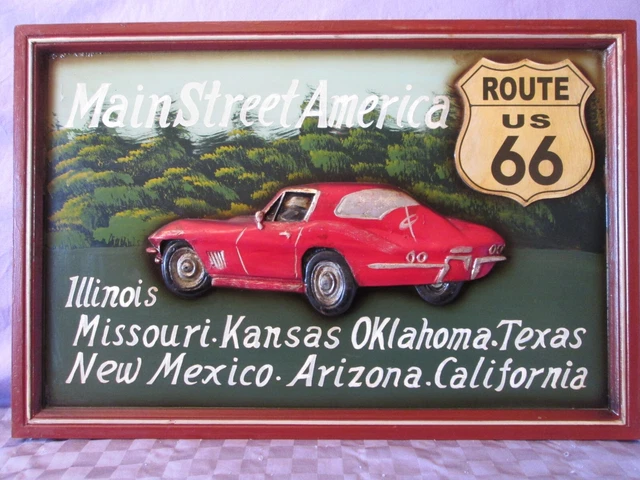 Main Street America
ROUTE
US
66
Illinois
Missouri·Kansas OKlahoma·Texas
New Mexico·Arizona·California